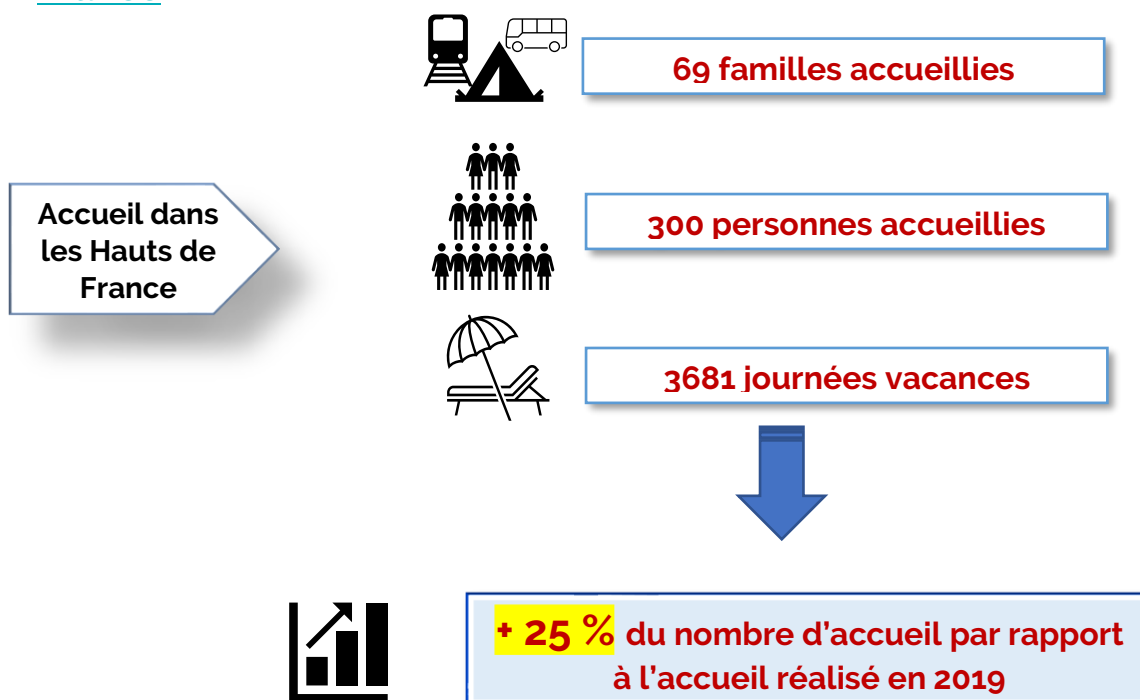 69 familles accueillies
Accueil dans
les Hauts de
France
300 personnes accueillies
3681 journées vacances
+ 25 % du nombre d’accueil par rapport
à l’accueil réalisé en 2019